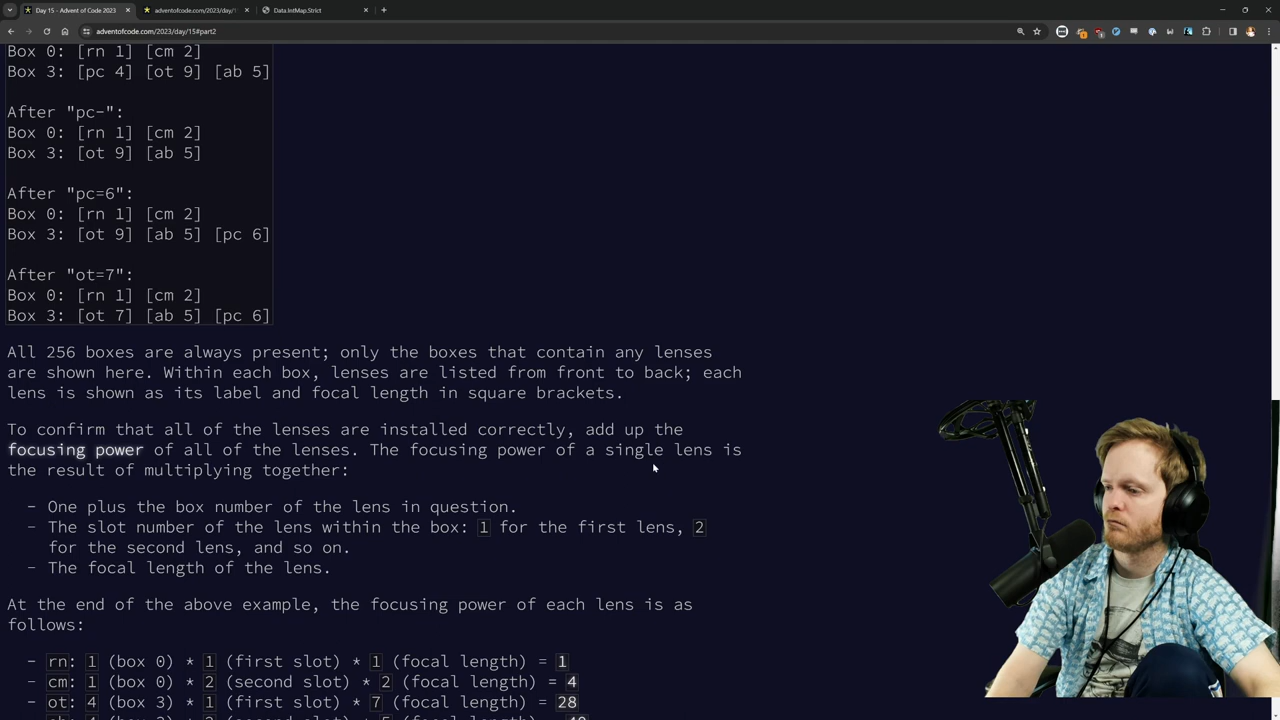 Day 15 - Advent of Code 2023
adventofcode.com/2023/day/1
Data.IntMap.Strict
adventofcode.com/2023/day/15#part2
Box 0: [rn 1] [cm 2]
Box 3: [pc 4] [ot 9] [ab 5]
After "pc-":
Box 0: [rn 1] [cm 2]
Box 3: [ot 9] [ab 5]
After "pc=6":
Box 0: [rn 1] [cm 2]
Box 3: [ot 9] [ab 5] [pc 6]
After "ot=7":
Box 0: [rn 1] [cm 2]
Box 3: [ot 7] [ab 5] [pc 6]
All 256 boxes are always present; only the boxes that contain any lenses
are shown here. Within each box, lenses are listed from front to back; each
lens is shown as its label and focal length in square brackets.
To confirm that all of the lenses are installed correctly, add up the
focusing power of all of the lenses. The focusing power of a single lens is
the result of multiplying together:
- One plus the box number of the lens in question.
- The slot number of the lens within the box: 1 for the first lens, 2
for the second lens, and so on.
- The focal length of the lens.
At the end of the above example, the focusing power of each lens is as
follows:
- rn: 1 (box 0) * 1 (first slot) * 1 (focal length) = 1
- cm: 1 (box 0) * 2 (second slot) * 2 (focal length) = 4
- ot: 4 (box 3) * 1 (first slot) * 7 (focal length) = 28